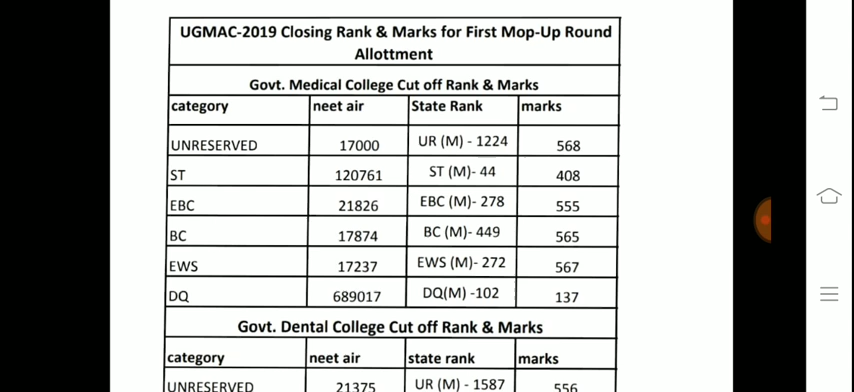 UGMAC-2019 Closing Rank & Marks for First Mop-Up Round
Allottment
Govt. Medical College Cut off Rank & Marks
category neet air State Rank marks
UNRESERVED 17000 UR (M) - 1224 568
ST 120761 ST (M)- 44 408
EBC 21826 EBC (M)- 278 555
BC 17874 BC (M)- 449 565
EWS 17237 EWS (M)- 272 567
DQ 689017 DQ(M) -102 137
Govt. Dental College Cut off Rank & Marks
category neet air state rank marks
UNRESERVED 21375 UR (M) - 1587 556